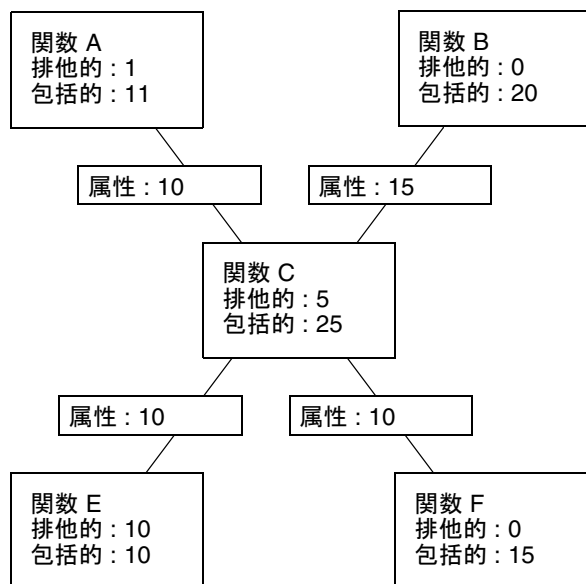 関数 A
排他的 : 1
包括的 : 11
関数 B
排他的 : 0
包括的 : 20
属性 : 10
属性 : 15
関数 C
排他的 : 5
包括的 : 25
属性 : 10
属性 : 10
関数 E
排他的 : 10
包括的 : 10
関数 F
排他的 : 0
包括的 : 15